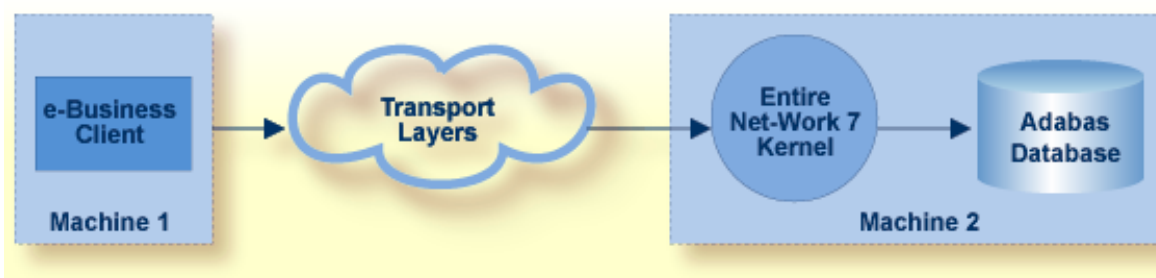 e-Business
Client
Machine 1
Transport
Layers
Entire
Net-Work 7
Kernel
Adabas
Database
Machine 2